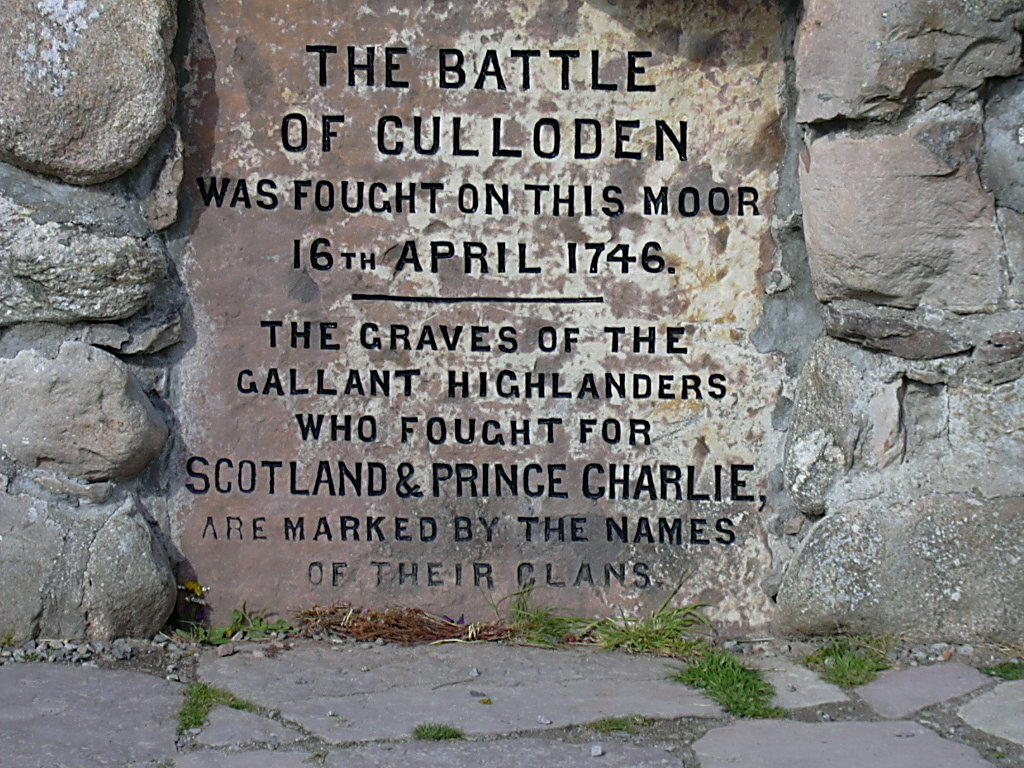 THE BATTLE
OF CULLODEN
WAS FOUGHT ON THIS MOOR
16TH APRIL 1746.
THE GRAVES OF THE
GALLANT HIGHLANDERS
WHO FOUGHT FOR
SCOTLAND & PRINCE CHARLIE,
ARE MARKED BY THE NAMES
OF THEIR CLANS.